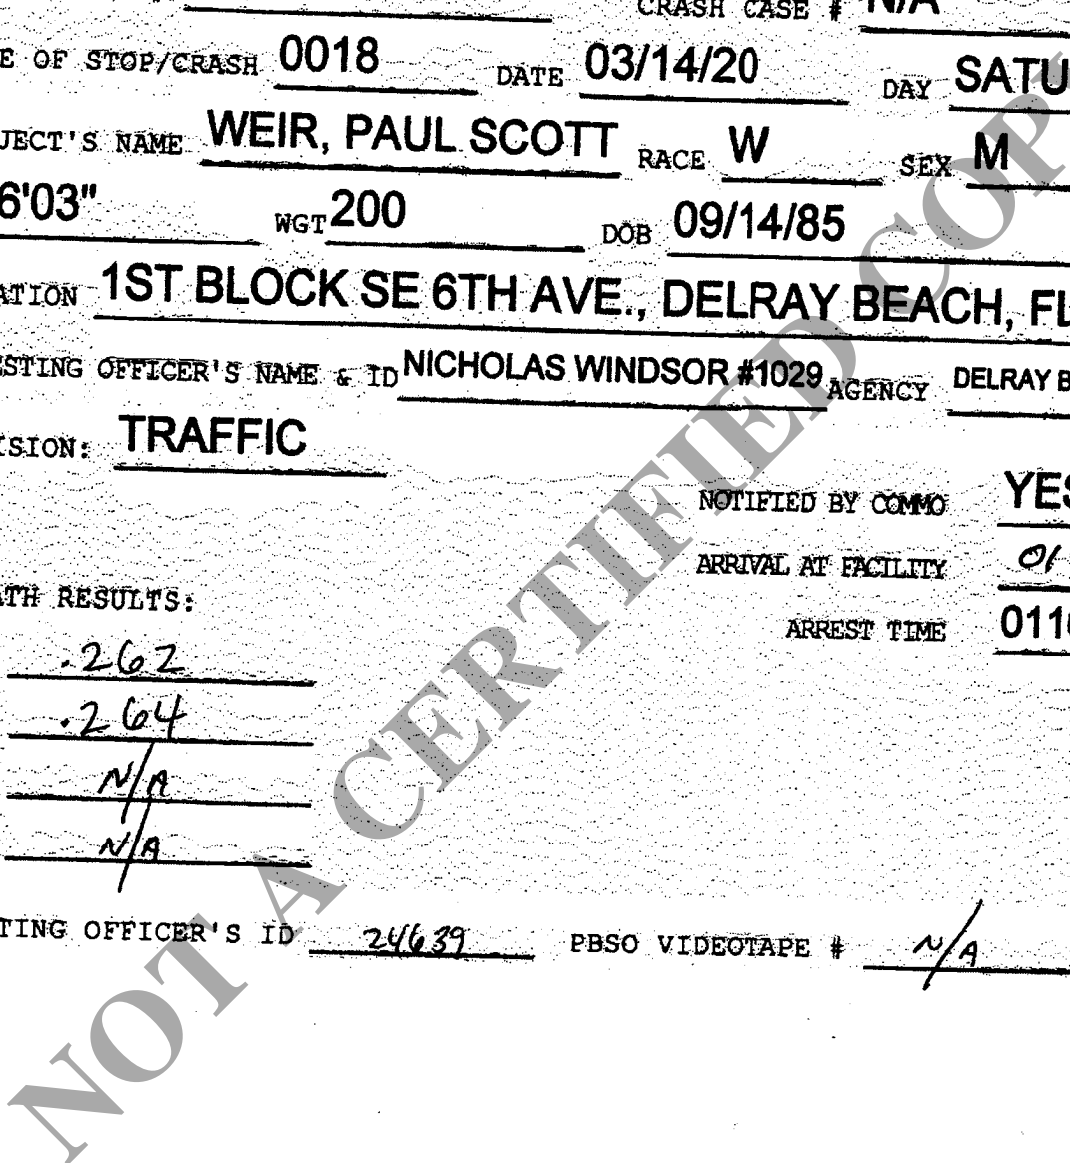 CRASH CASE # N/A
E OF STOP/CRASH 0018 DATE 03/14/20 DAY SATU
JECT'S NAME WEIR, PAUL SCOTT RACE W SEX M
6'03" WGT 200 DOB 09/14/85
ATION 1ST BLOCK SE 6TH AVE., DELRAY BEACH, FL
ESTING OFFICER'S NAME & ID NICHOLAS WINDSOR #1029 AGENCY DELRAY B
ISION: TRAFFIC
NOTIFIED BY COMMO YES
ARRIVAL AT FACILITY 01
ATH RESULTS:
ARREST TIME 0110
.262
.264
N/A
N/A
TING OFFICER'S ID 24639 PBSO VIDEOTAPE # N/A
NOT A CERTIFIED COP